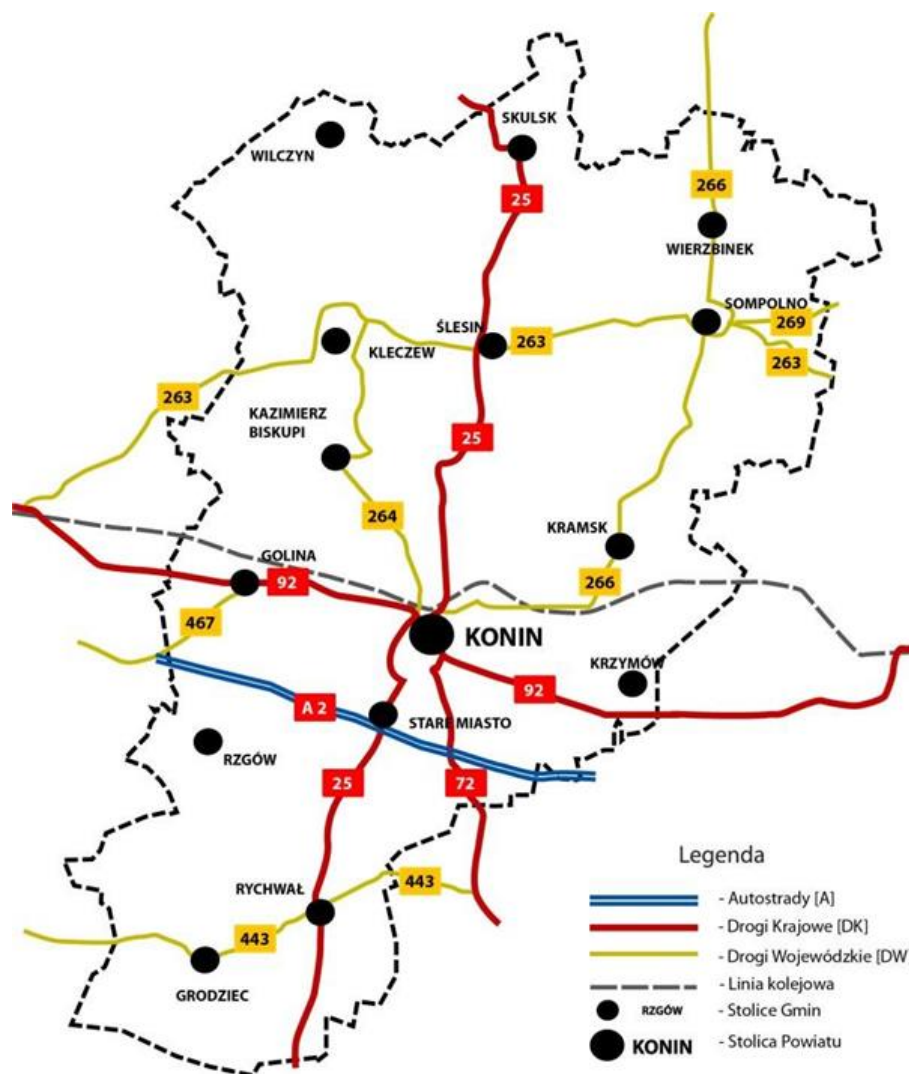 SKULSK
WILCZYN
266
25
WIERZBINEK
SOMPOLNO
269
ŚLESIN
263
KLECZEW
263
263
KAZIMIERZ
BISKUPI
25
264
KRAMSK
GOLINA
92
266
467
KONIN
KRZYMÓW
92
A 2
STARE MIASTO
RZGÓW
25
72
RYCHWAŁ
443
443
GRODZIEC
Legenda
- Autostrady [A]
- Drogi Krajowe [DK]
- Drogi Wojewódzkie [DW
- Linia kolejowa
RZGÓW - Stolice Gmin
KONIN - Stolica Powiatu